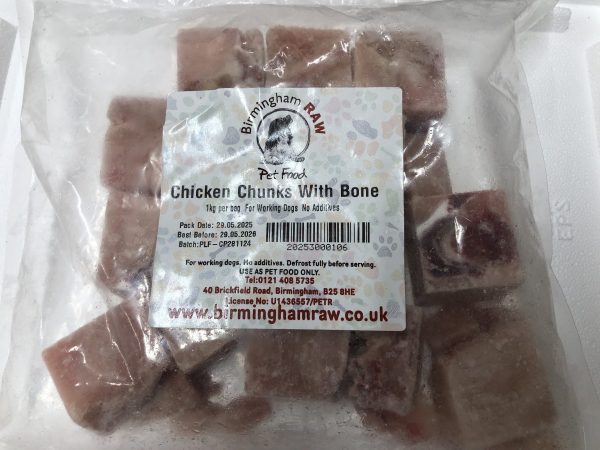 Birmingham RAW
Pet Food
Chicken Chunks With Bone
1kg per bag For Working Dogs No Additives
Pack Date: 29.05.2025
Best Before: 29.05.2026
Batch:PLF - CP281124
20253000106
For working dogs. No additives. Defrost fully before serving.
USE AS PET FOOD ONLY.
Tel:0121 408 5735
40 Brickfield Road, Birmingham, B25 8HE
License No: U1436557/PETR
www.birminghamraw.co.uk